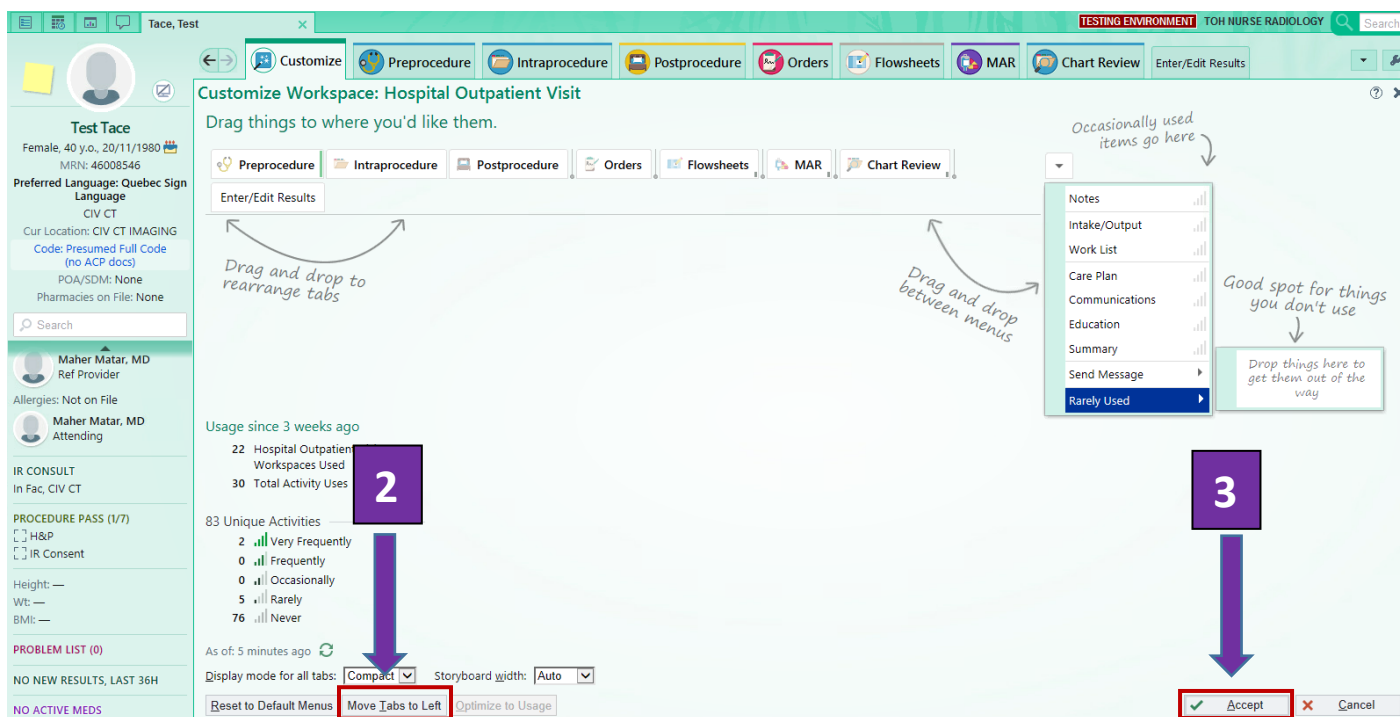 Tace, Test
TESTING ENVIRONMENT TOH NURSE RADIOLOGY Search
Customize Preprocedure Intraprocedure Postprocedure Orders Flowsheets MAR Chart Review Enter/Edit Results
Customize Workspace: Hospital Outpatient Visit
Drag things to where you'd like them.
Test Tace
Female, 40 y.o., 20/11/1980
MRN: 46008546
Preferred Language: Quebec Sign
Language
CIV CT
Cur Location: CIV CT IMAGING
Code: Presumed Full Code
(no ACP docs)
POA/SDM: None
Pharmacies on File: None
Search
Maher Matar, MD
Ref Provider
Allergies: Not on File
Maher Matar, MD
Attending
IR CONSULT
In Fac, CIV CT
PROCEDURE PASS (1/7)
H&P
IR Consent
Height: —
Wt: —
BMI: —
PROBLEM LIST (0)
NO NEW RESULTS, LAST 36H
NO ACTIVE MEDS
Preprocedure Intraprocedure Postprocedure Orders Flowsheets MAR Chart Review
Enter/Edit Results
Drag and drop to
rearrange tabs
Drag and drop
between menus
Occasionally used
items go here
Notes
Intake/Output
Work List
Care Plan
Communications
Education
Summary
Send Message
Rarely Used
Good spot for things
you don't use
Drop things here to
get them out of the
way
Usage since 3 weeks ago
22 Hospital Outpatient
Workspaces Used
30 Total Activity Uses
83 Unique Activities
2 Very Frequently
0 Frequently
0 Occasionally
5 Rarely
76 Never
As of: 5 minutes ago
2
3
Display mode for all tabs: Compact Storyboard width: Auto
Reset to Default Menus Move Tabs to Left Optimize to Usage
Accept Cancel